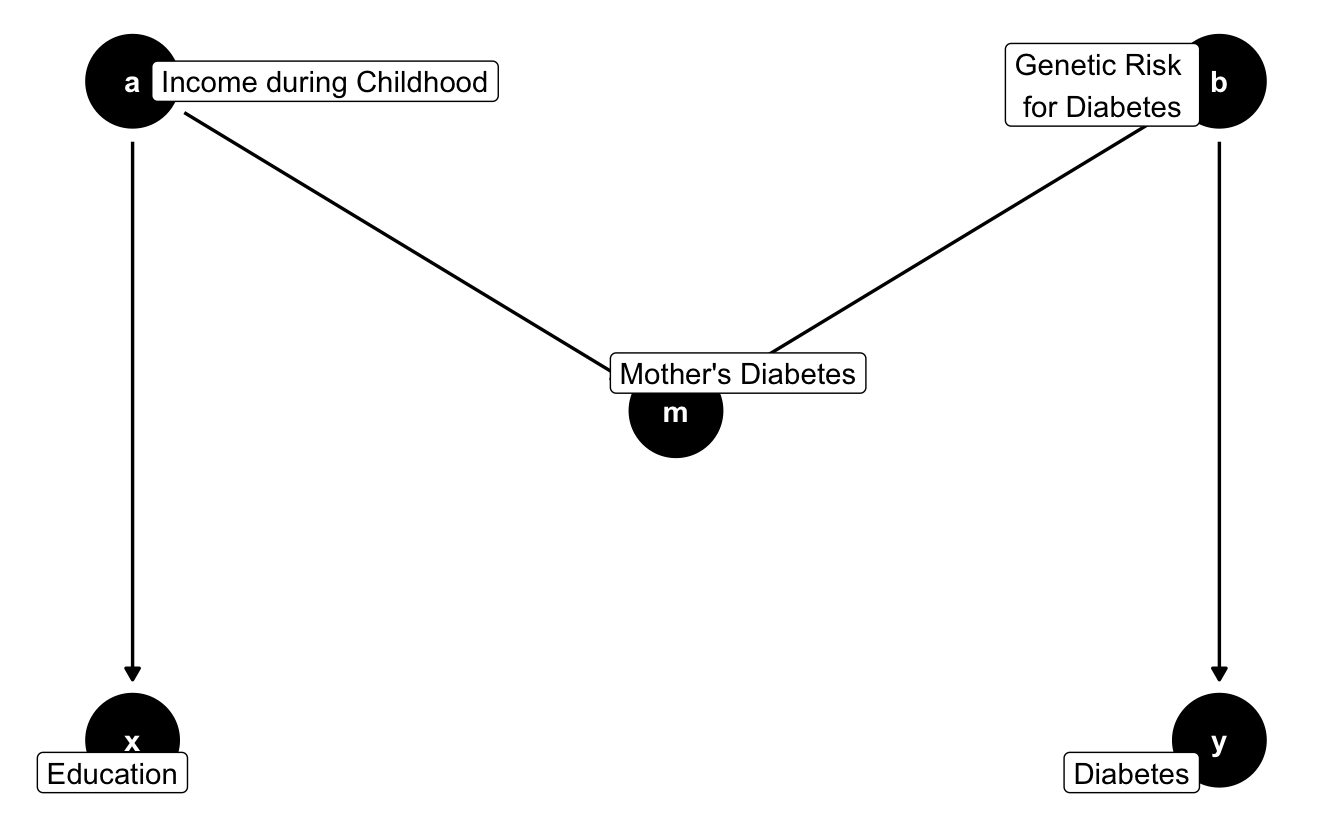 a
Income during Childhood
Genetic Risk
for Diabetes
b
Mother's Diabetes
m
x
Education
y
Diabetes